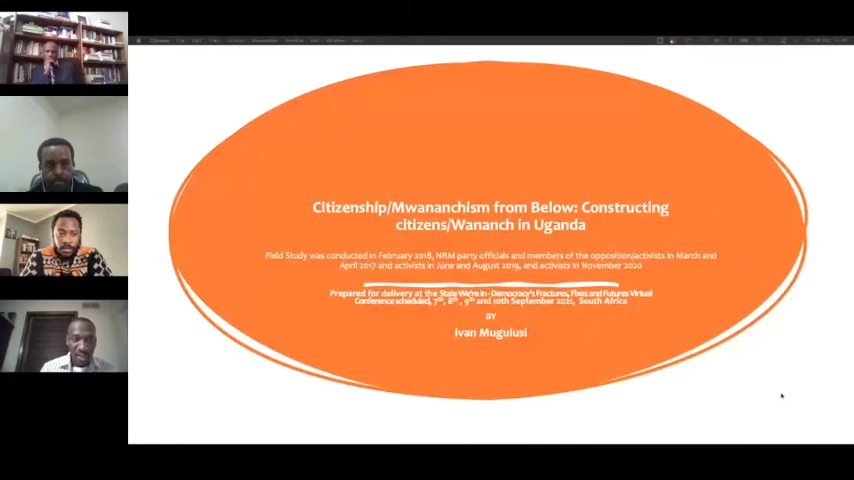 Citizenship/Mwananchism from Below: Constructing
citizens/Wananch in Uganda
Field Study was conducted in February 2018, NRM party officials and members of the opposition/activists in March and
April 2017 and activists in June and August 2019, and activists in November 2020
Prepared for delivery at the State We're In - Democracy's Fractures, Fixes and Futures Virtual
Conference scheduled, 7th, 8th, 9th and 10th September 2021, South Africa
BY
Ivan Mugulusi